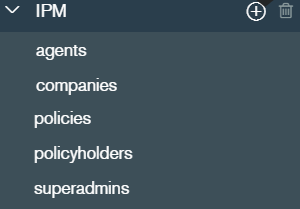 IPM
agents
companies
policies
policyholders
superadmins